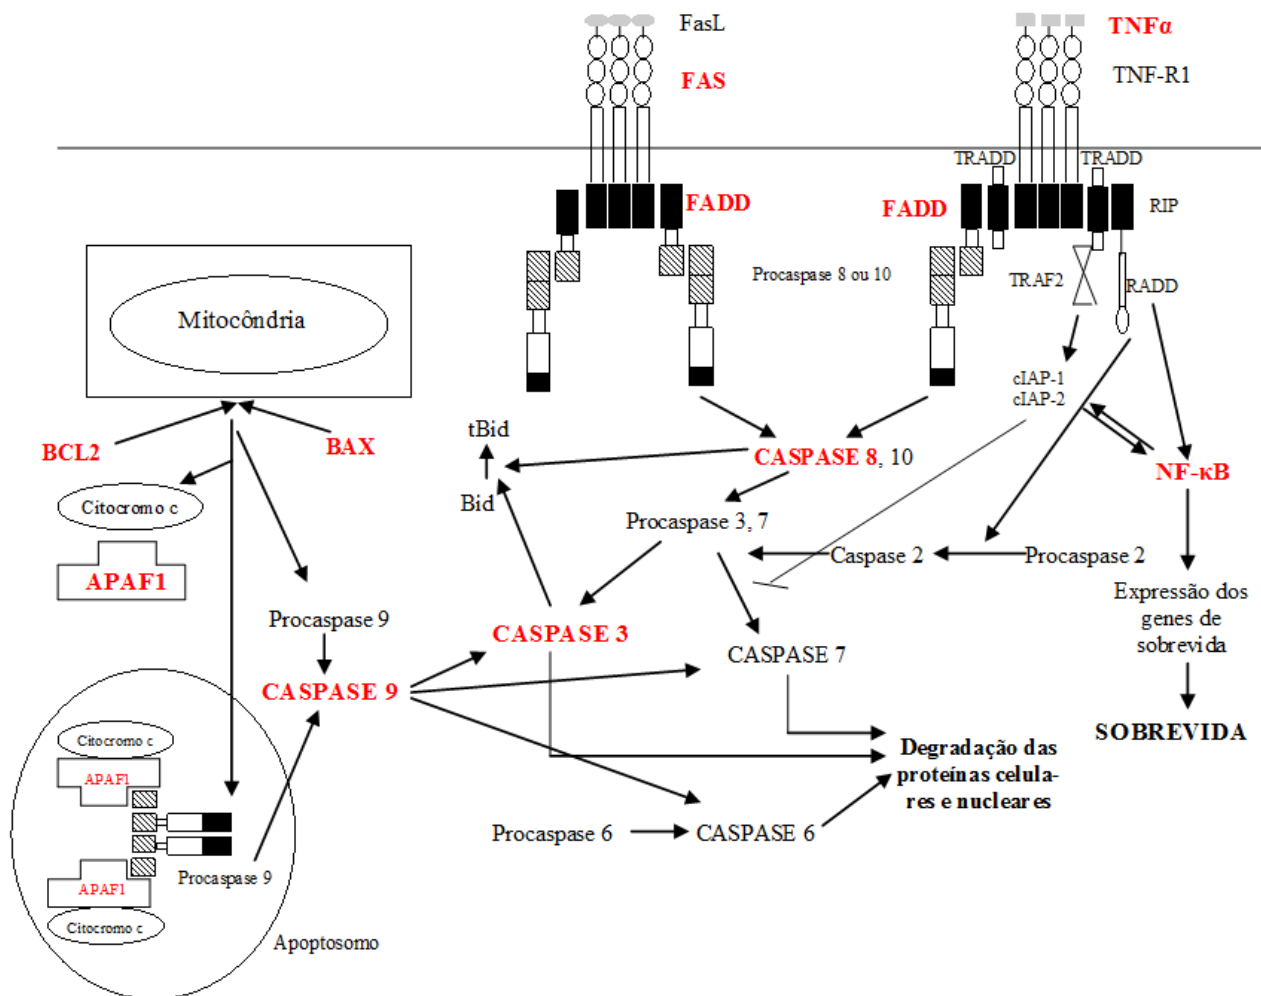 FasL
TNFα
FAS
TNF-R1
TRADD
TRADD
FADD
FADD
RIP
Procaspase 8 ou 10
TRAF2
RADD
Mitocôndria
cIAP-1
cIAP-2
BCL2
BAX
tBid
CASPASE 8, 10
NF-κB
Citocromo c
Bid
Procaspase 3, 7
APAF1
Caspase 2
Procaspase 2
Expressão dos
genes de
sobrevida
Procaspase 9
CASPASE 3
CASPASE 7
CASPASE 9
SOBREVIDA
Citocromo c
APAF1
Degradação das
proteínas celula-
res e nucleares
Procaspase 6
CASPASE 6
Procaspase 9
APAF1
Citocromo c
Apoptosomo